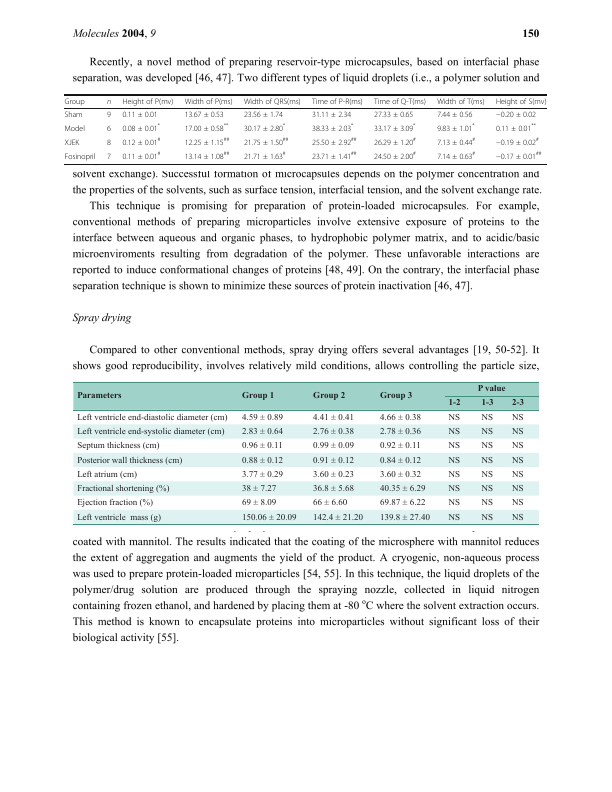 Molecules 2004, 9 150
Recently, a novel method of preparing reservoir-type microcapsules, based on interfacial phase
separation, was developed [46, 47]. Two different types of liquid droplets (i.e., a polymer solution and
Group n Height of P(mv) Width of P(ms) Width of QRS(ms) Time of P-R(ms) Time of Q-T(ms) Width of T(ms) Height of S(mv)
Sham 9 0.11 ± 0.01 13.67 ± 0.53 23.56 ± 1.74 31.11 ± 2.34 27.33 ± 0.65 7.44 ± 0.56 −0.20 ± 0.02
Model 6 0.08 ± 0.01* 17.00 ± 0.58** 30.17 ± 2.80* 38.33 ± 2.03* 33.17 ± 3.09* 9.83 ± 1.01* 0.11 ± 0.01**
XJEK 8 0.12 ± 0.01# 12.25 ± 1.15## 21.75 ± 1.50## 25.50 ± 2.92## 26.29 ± 1.20# 7.13 ± 0.44# −0.19 ± 0.02#
Fosinopril 7 0.11 ± 0.01# 13.14 ± 1.08## 21.71 ± 1.63# 23.71 ± 1.41## 24.50 ± 2.00# 7.14 ± 0.63# −0.17 ± 0.01##
solvent exchange). Successful formation of microcapsules depends on the polymer concentration and
the properties of the solvents, such as surface tension, interfacial tension, and the solvent exchange rate.
This technique is promising for preparation of protein-loaded microcapsules. For example,
conventional methods of preparing microparticles involve extensive exposure of proteins to the
interface between aqueous and organic phases, to hydrophobic polymer matrix, and to acidic/basic
microenviroments resulting from degradation of the polymer. These unfavorable interactions are
reported to induce conformational changes of proteins [48, 49]. On the contrary, the interfacial phase
separation technique is shown to minimize these sources of protein inactivation [46, 47].
Spray drying
Compared to other conventional methods, spray drying offers several advantages [19, 50-52]. It
shows good reproducibility, involves relatively mild conditions, allows controlling the particle size,
Parameters Group 1 Group 2 Group 3 P value
1-2 1-3 2-3
Left ventricle end-diastolic diameter (cm) 4.59 ± 0.89 4.41 ± 0.41 4.66 ± 0.38 NS NS NS
Left ventricle end-systolic diameter (cm) 2.83 ± 0.64 2.76 ± 0.38 2.78 ± 0.36 NS NS NS
Septum thickness (cm) 0.96 ± 0.11 0.99 ± 0.09 0.92 ± 0.11 NS NS NS
Posterior wall thickness (cm) 0.88 ± 0.12 0.91 ± 0.12 0.84 ± 0.12 NS NS NS
Left atrium (cm) 3.77 ± 0.29 3.60 ± 0.23 3.60 ± 0.32 NS NS NS
Fractional shortening (%) 38 ± 7.27 36.8 ± 5.68 40.35 ± 6.29 NS NS NS
Ejection fraction (%) 69 ± 8.09 66 ± 6.60 69.87 ± 6.22 NS NS NS
Left ventricle mass (g) 150.06 ± 20.09 142.4 ± 21.20 139.8 ± 27.40 NS NS NS
coated with mannitol. The results indicated that the coating of the microsphere with mannitol reduces
the extent of aggregation and augments the yield of the product. A cryogenic, non-aqueous process
was used to prepare protein-loaded microparticles [54, 55]. In this technique, the liquid droplets of the
polymer/drug solution are produced through the spraying nozzle, collected in liquid nitrogen
containing frozen ethanol, and hardened by placing them at -80 °C where the solvent extraction occurs.
This method is known to encapsulate proteins into microparticles without significant loss of their
biological activity [55].